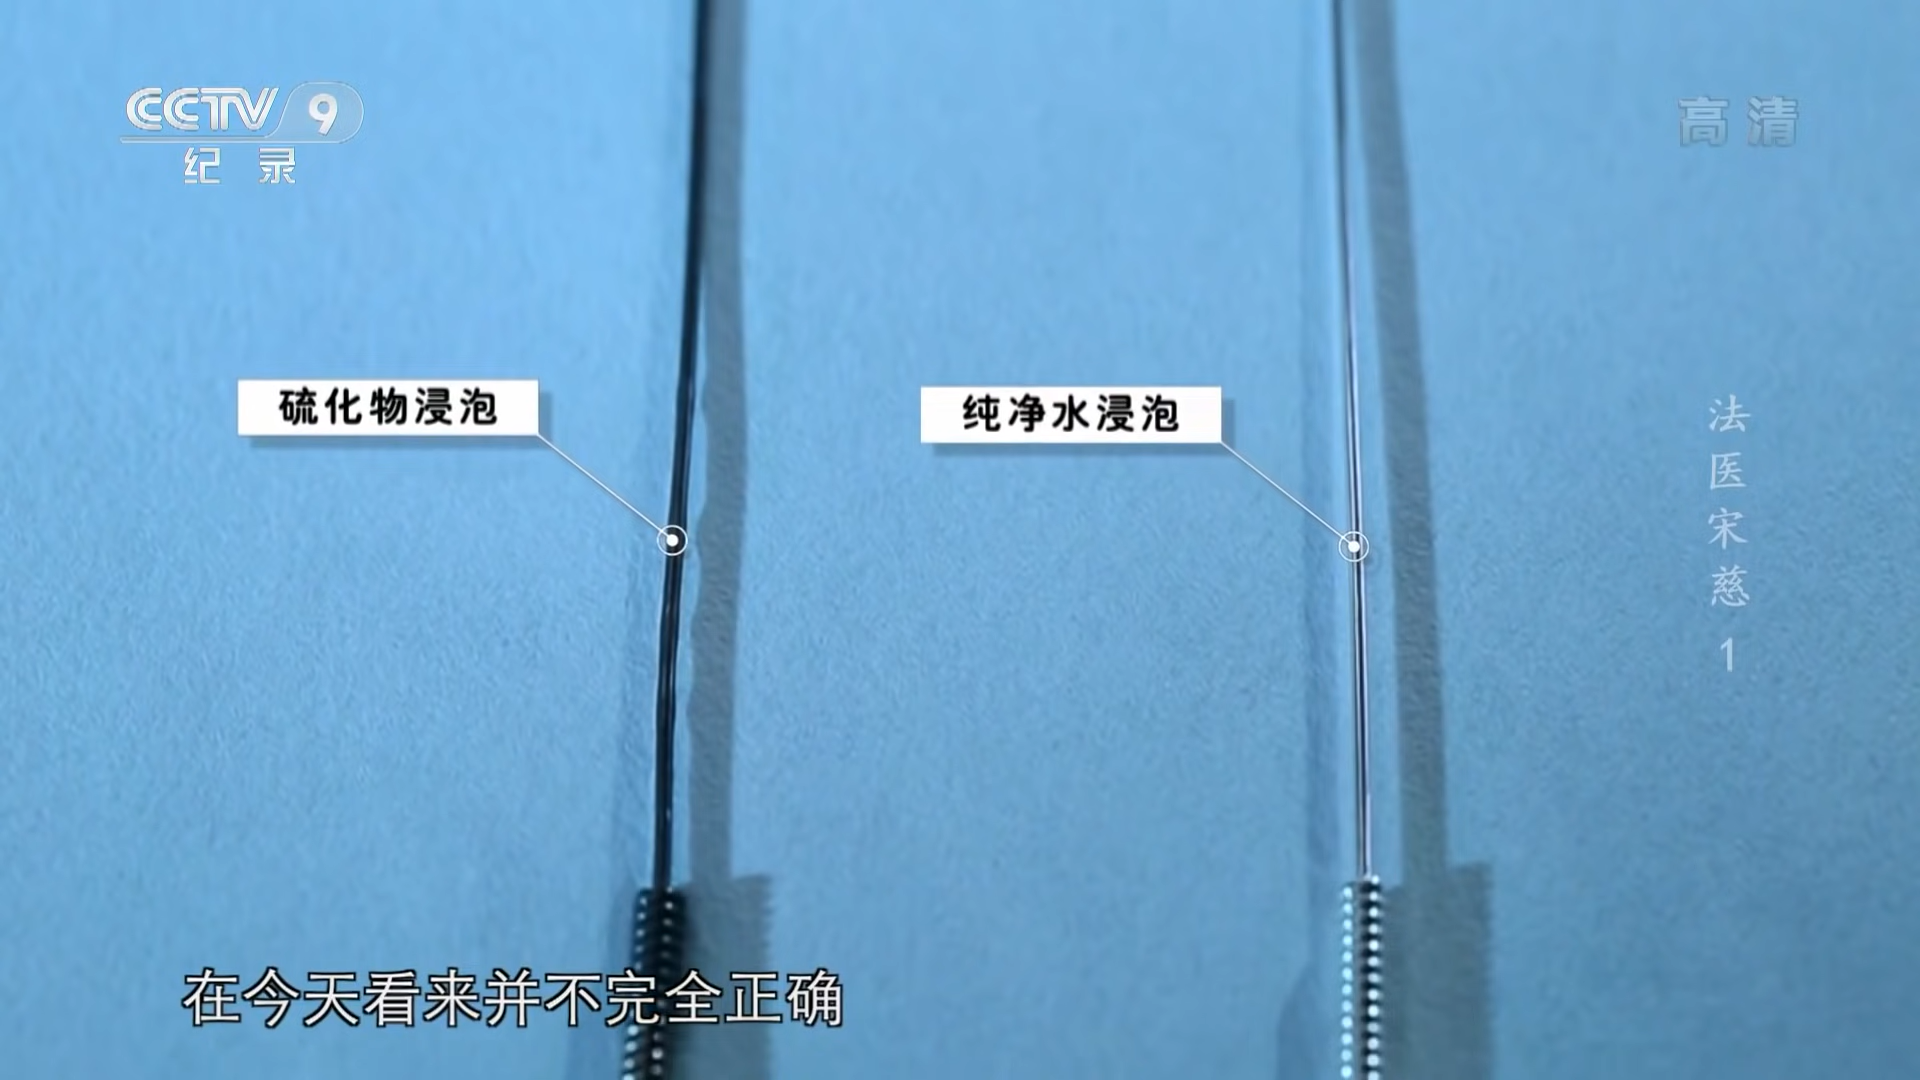 CCTV 9
纪录
高清
硫化物浸泡
纯净水浸泡
法医宋慈1
在今天看来并不完全正确